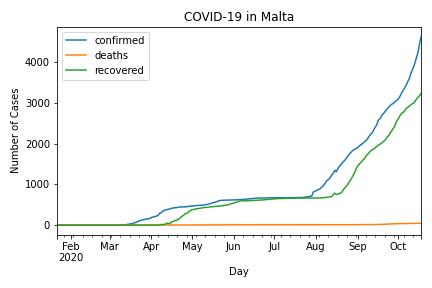 COVID-19 in Malta
confirmed
deaths
recovered
Number of Cases
4000
3000
2000
1000
0
Feb Mar Apr May Jun Jul Aug Sep Oct
2020
Day